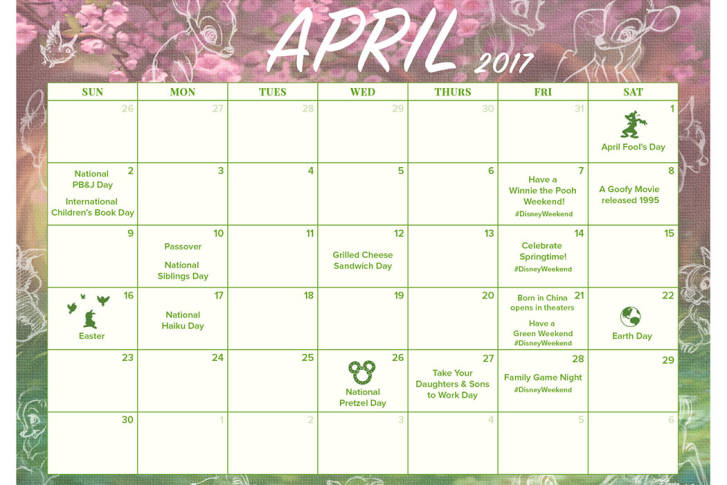 APRIL 2017
SUN MON TUES WED THURS FRI SAT
26 27 28 29 30 31 1
April Fool's Day
2 3 4 5 6 7 8
National
PB&J Day
International
Children's Book Day
Have a
Winnie the Pooh
Weekend!
#DisneyWeekend
A Goofy Movie
released 1995
9 10 11 12 13 14 15
Passover
National
Siblings Day
Grilled Cheese
Sandwich Day
Celebrate
Springtime!
#DisneyWeekend
16 17 18 19 20 21 22
Easter
National
Haiku Day
Born in China
opens in theaters
Have a
Green Weekend
#DisneyWeekend
Earth Day
23 24 25 26 27 28 29
National
Pretzel Day
Take Your
Daughters & Sons
to Work Day
Family Game Night
#DisneyWeekend
30 1 2 3 4 5 6